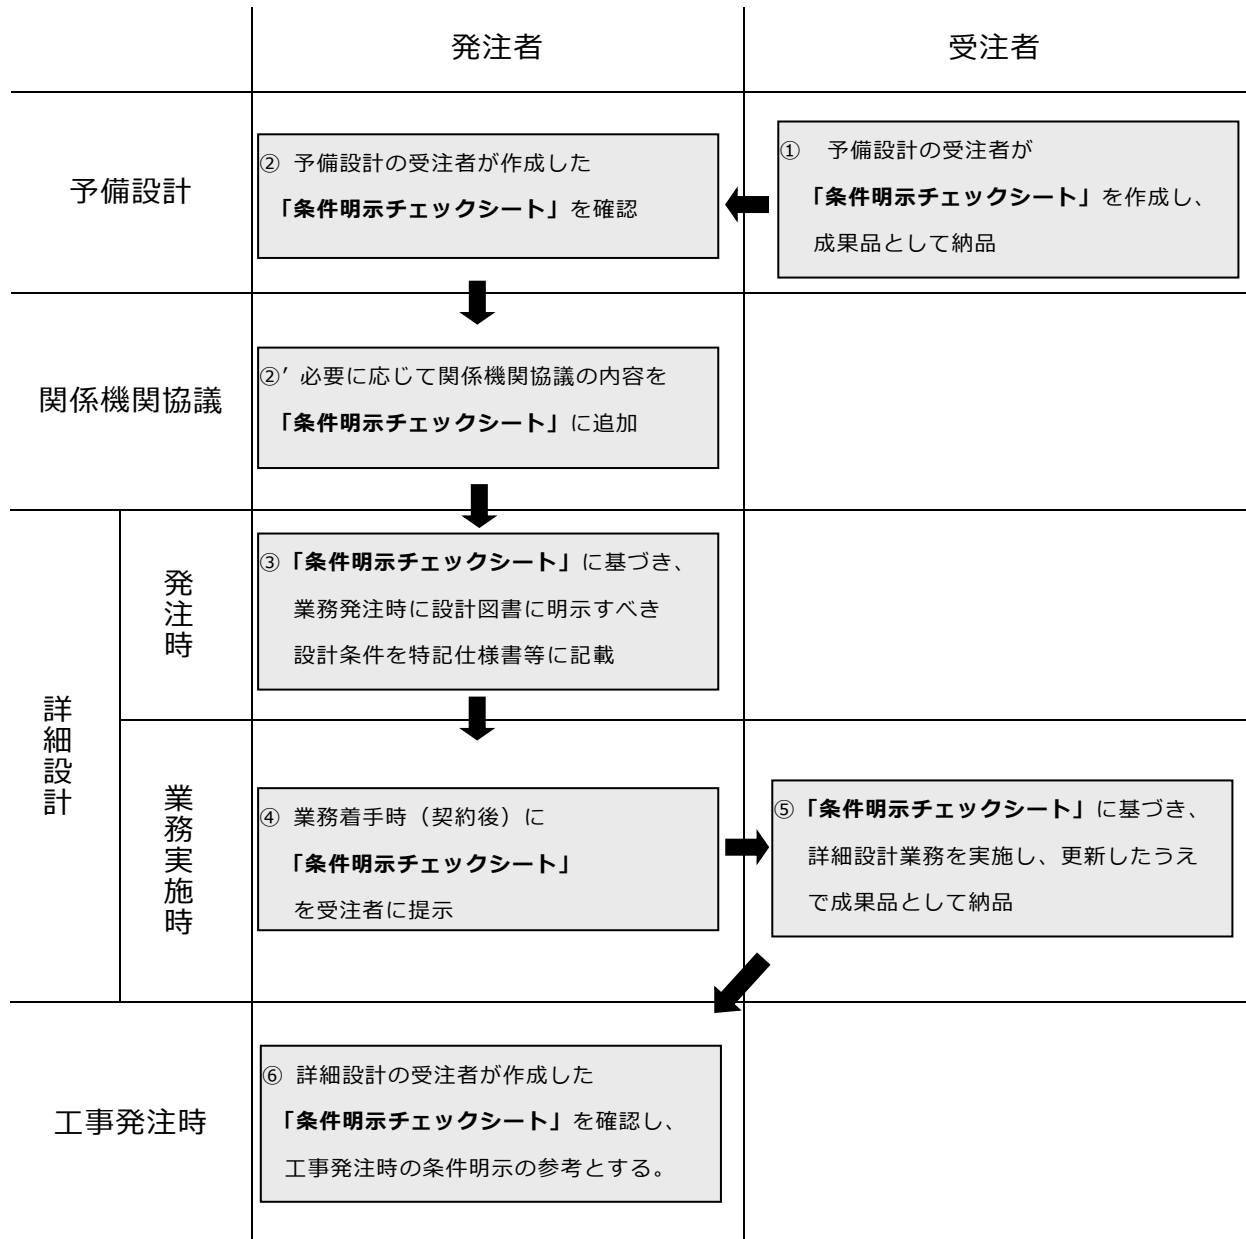 発注者
受注者
予備設計
② 予備設計の受注者が作成した
「条件明示チェックシート」を確認
① 予備設計の受注者が
「条件明示チェックシート」を作成し、
成果品として納品
関係機関協議
②’ 必要に応じて関係機関協議の内容を
「条件明示チェックシート」に追加
詳細設計
発注時
③「条件明示チェックシート」に基づき、
業務発注時に設計図書に明示すべき
設計条件を特記仕様書等に記載
業務実施時
④ 業務着手時（契約後）に
「条件明示チェックシート」
を受注者に提示
⑤「条件明示チェックシート」に基づき、
詳細設計業務を実施し、更新したうえ
で成果品として納品
工事発注時
⑥ 詳細設計の受注者が作成した
「条件明示チェックシート」を確認し、
工事発注時の条件明示の参考とする。